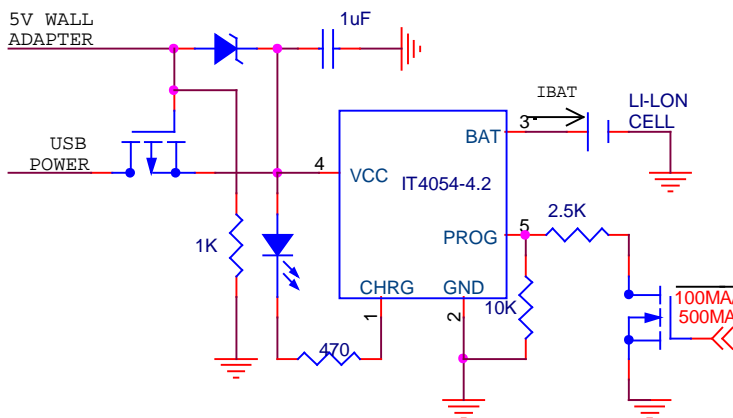 5V WALL
ADAPTER
1uF
IBAT
LI-LON
CELL
USB
POWER
3
BAT
4
VCC
IT4054-4.2
2.5K
5
PROG
1K
CHRG
GND
10K
100MA/
500MA
1
2
470